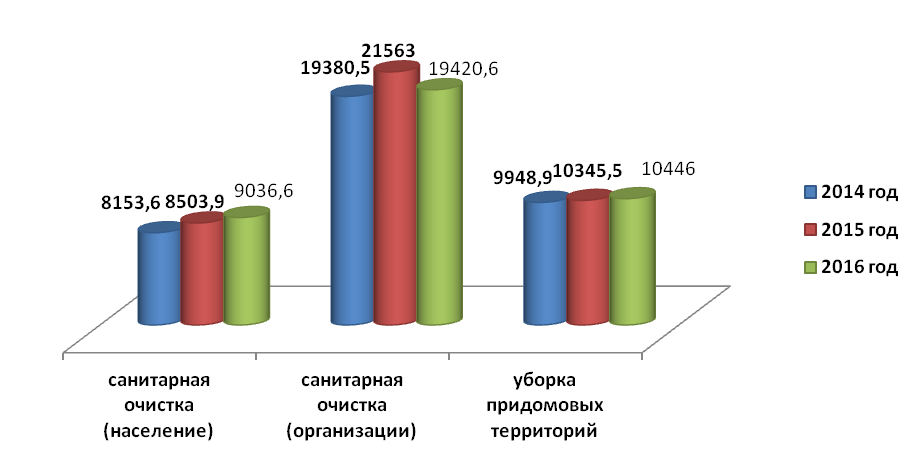 21563
19380,5
19420,6
8153,6 8503,9 9036,6
9948,9 10345,5 10446
2014 год
2015 год
2016 год
санитарная
очистка
(население)
санитарная
очистка
(организации)
уборка
придомовых
территорий